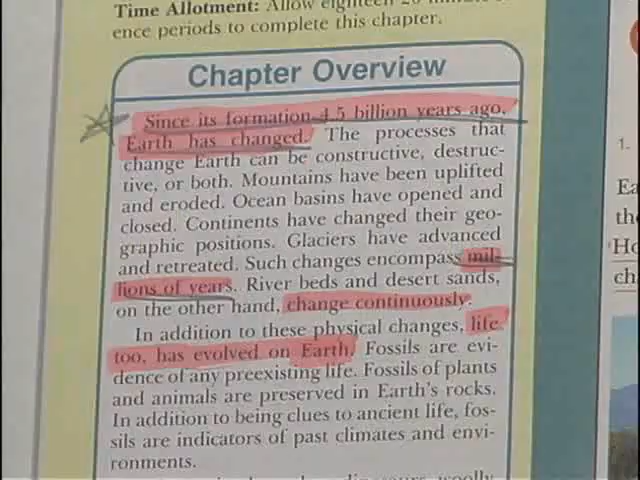 Time Allotment: Allow eighteen 20 minute
ence periods to complete this chapter.
Chapter Overview
Since its formation 4.5 billion years ago,
Earth has changed. The processes that
change Earth can be constructive, destruc-
tive, or both. Mountains have been uplifted
and eroded. Ocean basins have opened and
closed. Continents have changed their geo-
graphic positions. Glaciers have advanced
and retreated. Such changes encompass mil-
lions of years. River beds and desert sands,
on the other hand, change continuously.
In addition to these physical changes, life
too, has evolved on Earth. Fossils are evi-
dence of any preexisting life. Fossils of plants
and animals are preserved in Earth's rocks.
In addition to being clues to ancient life, fos-
sils are indicators of past climates and envi-
ronments.
1.
Ea
the
Ho
ch